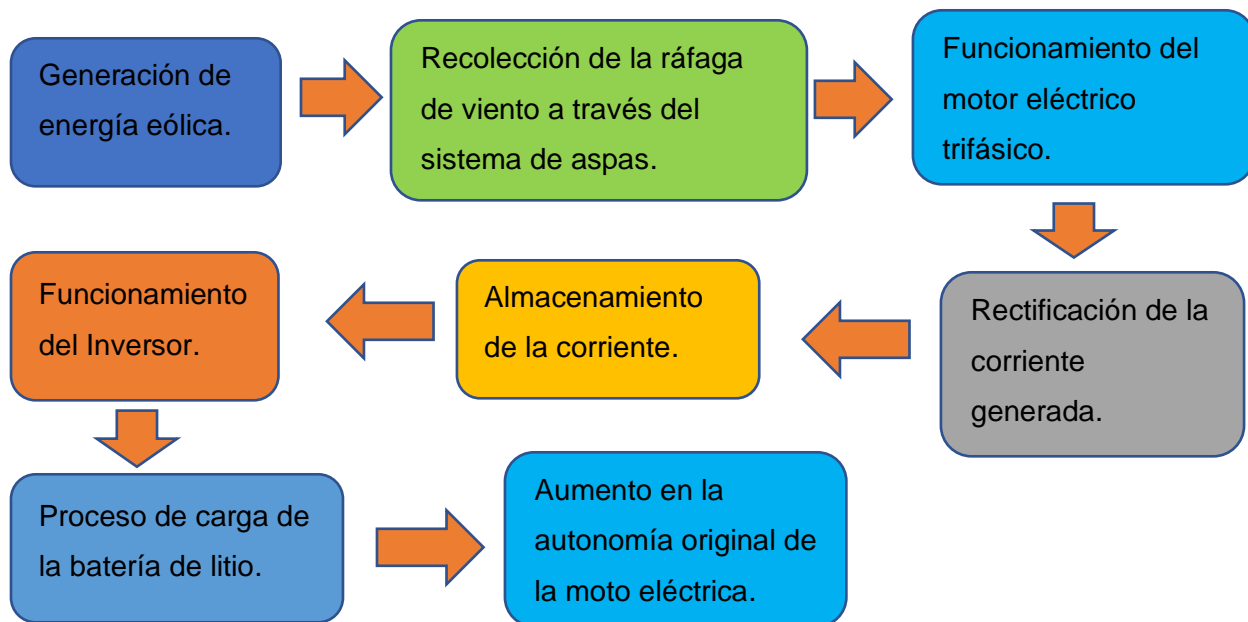 Generación de
energía eólica.
Recolección de la ráfaga
de viento a través del
sistema de aspas.
Funcionamiento del
motor eléctrico
trifásico.
Rectificación de la
corriente
generada.
Almacenamiento
de la corriente.
Funcionamiento
del Inversor.
Proceso de carga de
la batería de litio.
Aumento en la
autonomía original de
la moto eléctrica.